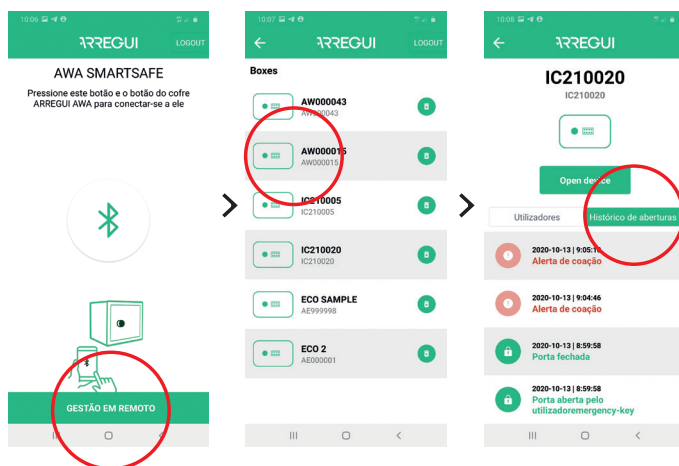 10:06
ARREGUI
LOGOUT
AWA SMARTSAFE
Pressione este botão e o botão do cofre
ARREGUI AWA para conectar-se a ele
GESTÃO EM REMOTO
10:07
ARREGUI
LOGOUT
Boxes
AW000043
AW000043
AW000015
AW000015
IC210005
IC210005
IC210020
IC210020
ECO SAMPLE
AE999998
ECO 2
AE000001
10:08
ARREGUI
IC210020
IC210020
Open device
Utilizadores
Histórico de aberturas
2020-10-13 | 9:05:
Alerta de coação
2020-10-13 | 9:04:46
Alerta de coação
2020-10-13 | 8:59:58
Porta fechada
2020-10-13 | 8:59:58
Porta aberta pelo
utilizadoremergency-key